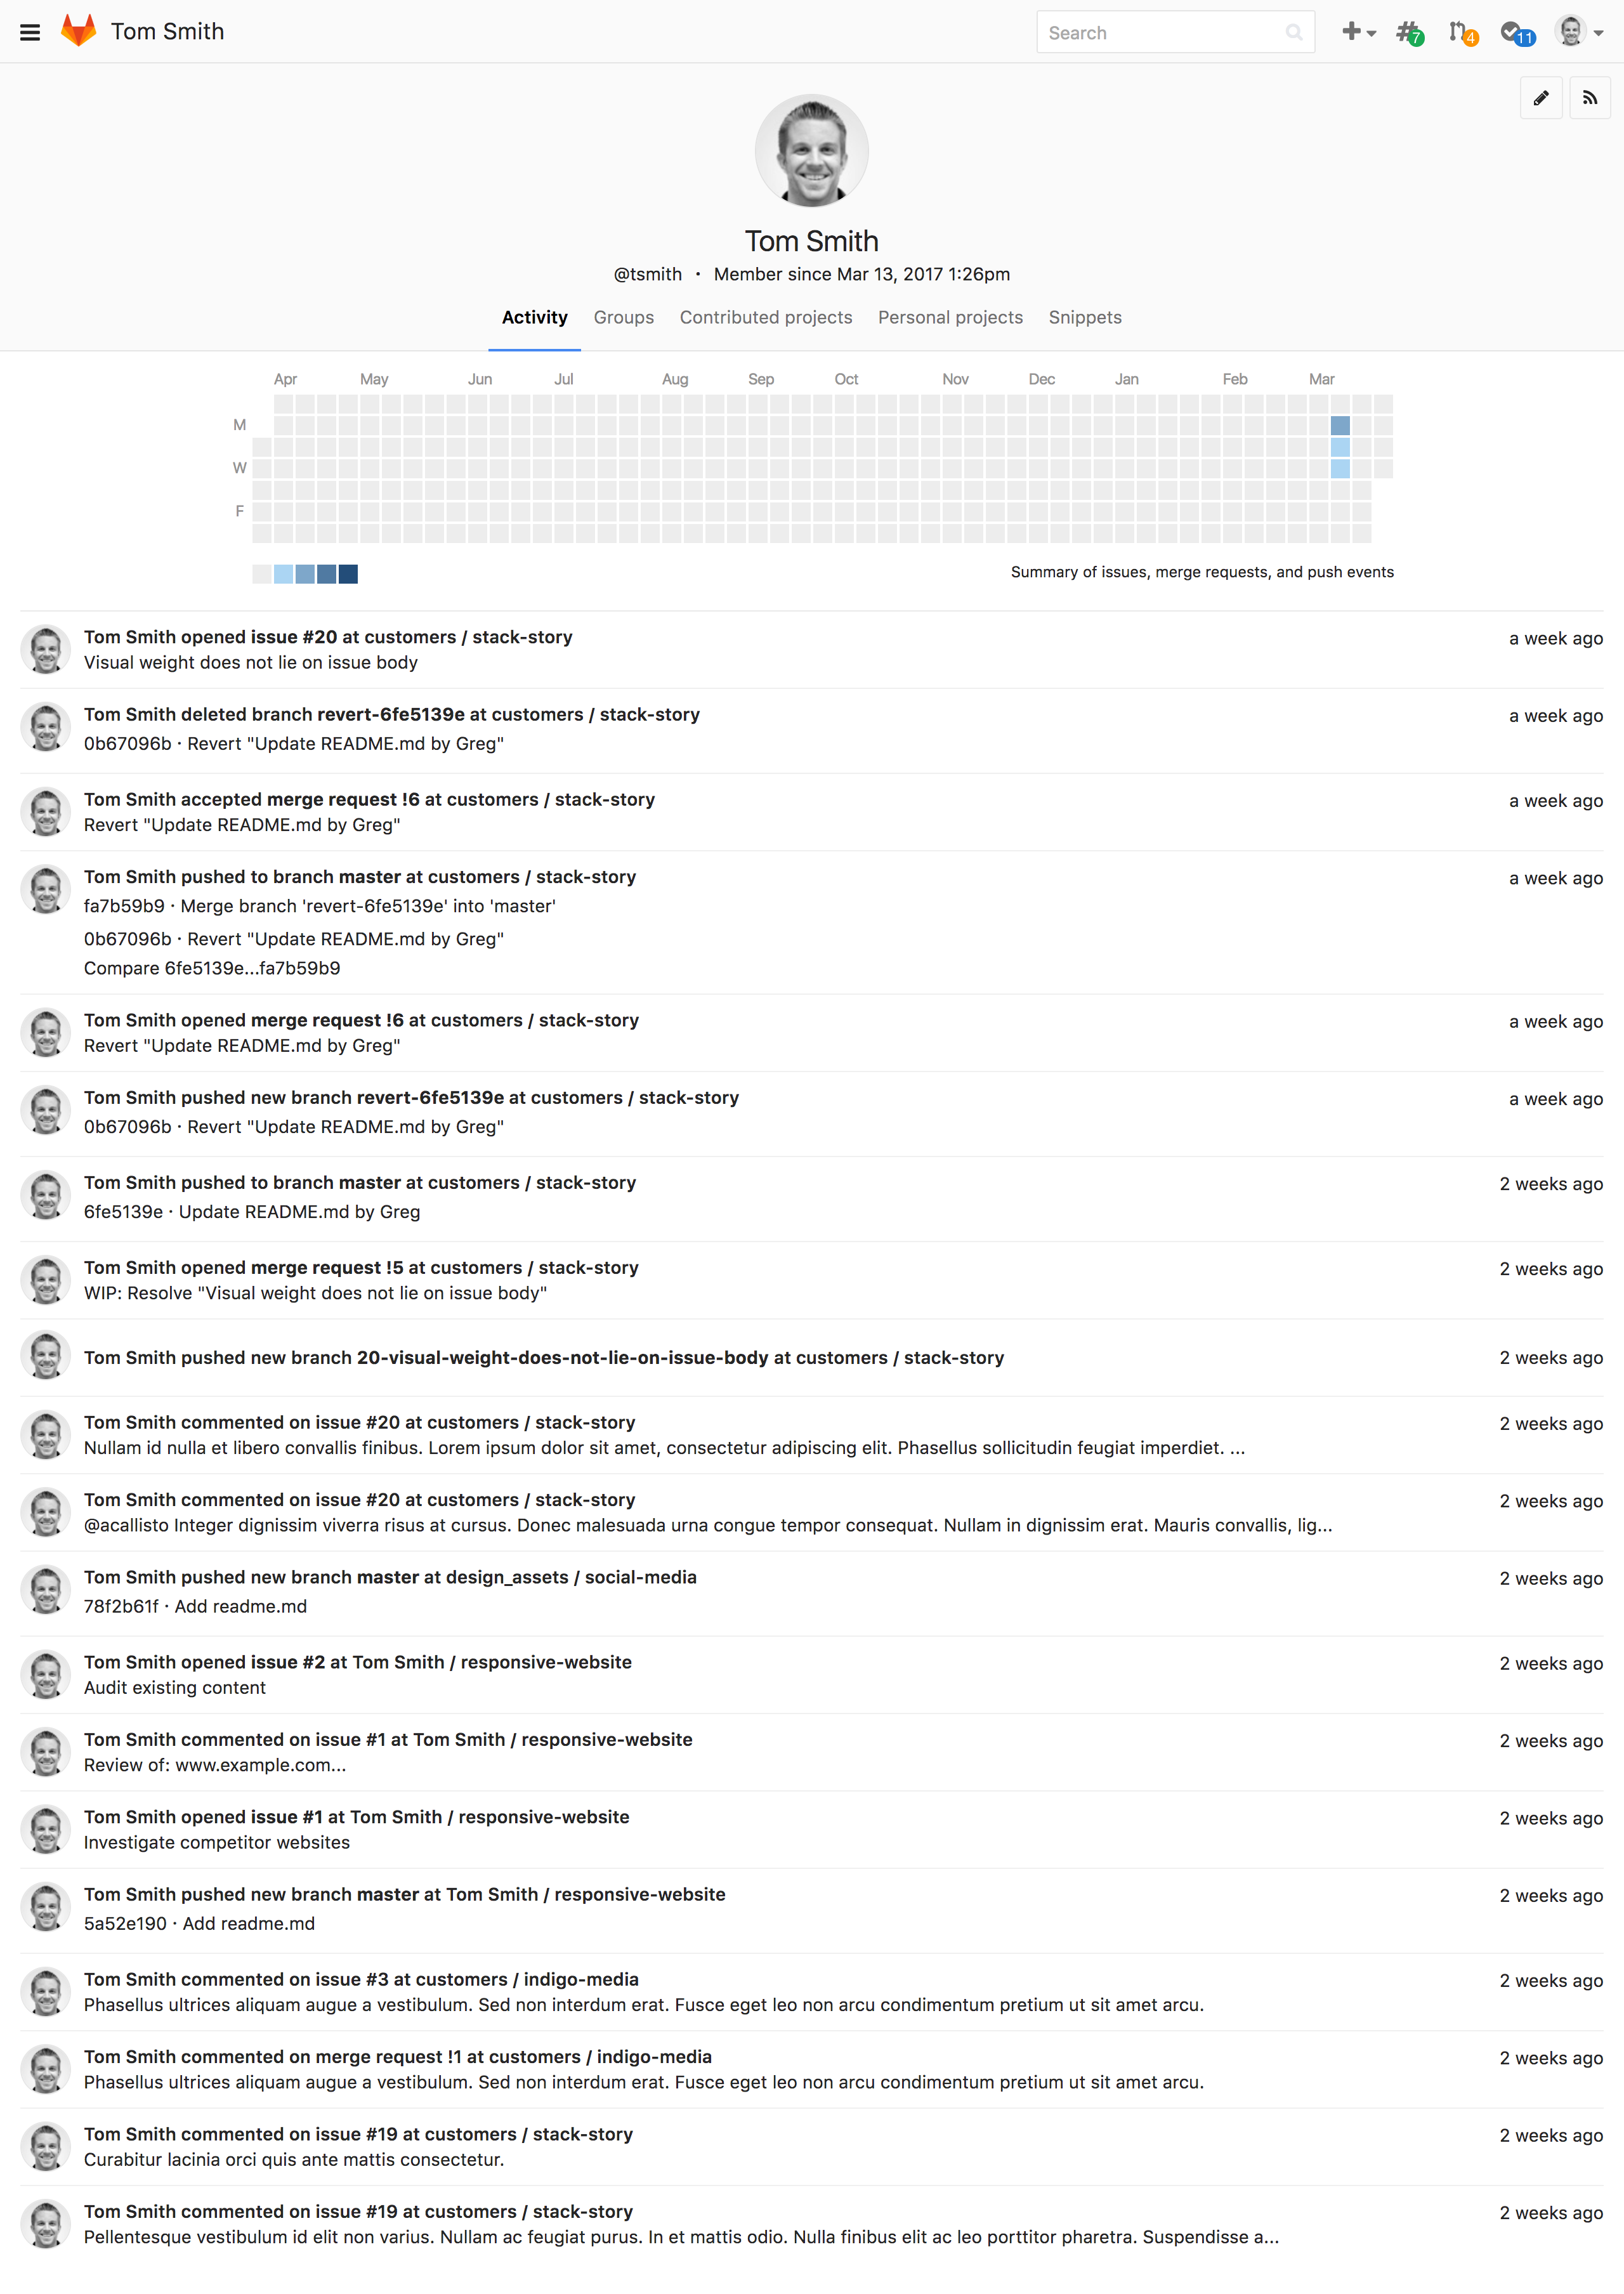 Tom Smith
Search
7
4
11
Tom Smith
@tsmith · Member since Mar 13, 2017 1:26pm
Activity Groups Contributed projects Personal projects Snippets
Apr May Jun Jul Aug Sep Oct Nov Dec Jan Feb Mar
M
W
F
Summary of issues, merge requests, and push events
Tom Smith opened issue #20 at customers / stack-story a week ago
Visual weight does not lie on issue body
Tom Smith deleted branch revert-6fe5139e at customers / stack-story a week ago
0b67096b · Revert "Update README.md by Greg"
Tom Smith accepted merge request !6 at customers / stack-story a week ago
Revert "Update README.md by Greg"
Tom Smith pushed to branch master at customers / stack-story a week ago
fa7b59b9 · Merge branch 'revert-6fe5139e' into 'master'
0b67096b · Revert "Update README.md by Greg"
Compare 6fe5139e...fa7b59b9
Tom Smith opened merge request !6 at customers / stack-story a week ago
Revert "Update README.md by Greg"
Tom Smith pushed new branch revert-6fe5139e at customers / stack-story a week ago
0b67096b · Revert "Update README.md by Greg"
Tom Smith pushed to branch master at customers / stack-story 2 weeks ago
6fe5139e · Update README.md by Greg
Tom Smith opened merge request !5 at customers / stack-story 2 weeks ago
WIP: Resolve "Visual weight does not lie on issue body"
Tom Smith pushed new branch 20-visual-weight-does-not-lie-on-issue-body at customers / stack-story 2 weeks ago
Tom Smith commented on issue #20 at customers / stack-story 2 weeks ago
Nullam id nulla et libero convallis finibus. Lorem ipsum dolor sit amet, consectetur adipiscing elit. Phasellus sollicitudin feugiat imperdiet. ...
Tom Smith commented on issue #20 at customers / stack-story 2 weeks ago
@acallisto Integer dignissim viverra risus at cursus. Donec malesuada urna congue tempor consequat. Nullam in dignissim erat. Mauris convallis, lig...
Tom Smith pushed new branch master at design_assets / social-media 2 weeks ago
78f2b61f · Add readme.md
Tom Smith opened issue #2 at Tom Smith / responsive-website 2 weeks ago
Audit existing content
Tom Smith commented on issue #1 at Tom Smith / responsive-website 2 weeks ago
Review of: www.example.com...
Tom Smith opened issue #1 at Tom Smith / responsive-website 2 weeks ago
Investigate competitor websites
Tom Smith pushed new branch master at Tom Smith / responsive-website 2 weeks ago
5a52e190 · Add readme.md
Tom Smith commented on issue #3 at customers / indigo-media 2 weeks ago
Phasellus ultrices aliquam augue a vestibulum. Sed non interdum erat. Fusce eget leo non arcu condimentum pretium ut sit amet arcu.
Tom Smith commented on merge request !1 at customers / indigo-media 2 weeks ago
Phasellus ultrices aliquam augue a vestibulum. Sed non interdum erat. Fusce eget leo non arcu condimentum pretium ut sit amet arcu.
Tom Smith commented on issue #19 at customers / stack-story 2 weeks ago
Curabitur lacinia orci quis ante mattis consectetur.
Tom Smith commented on issue #19 at customers / stack-story 2 weeks ago
Pellentesque vestibulum id elit non varius. Nullam ac feugiat purus. In et mattis odio. Nulla finibus elit ac leo porttitor pharetra. Suspendisse a...